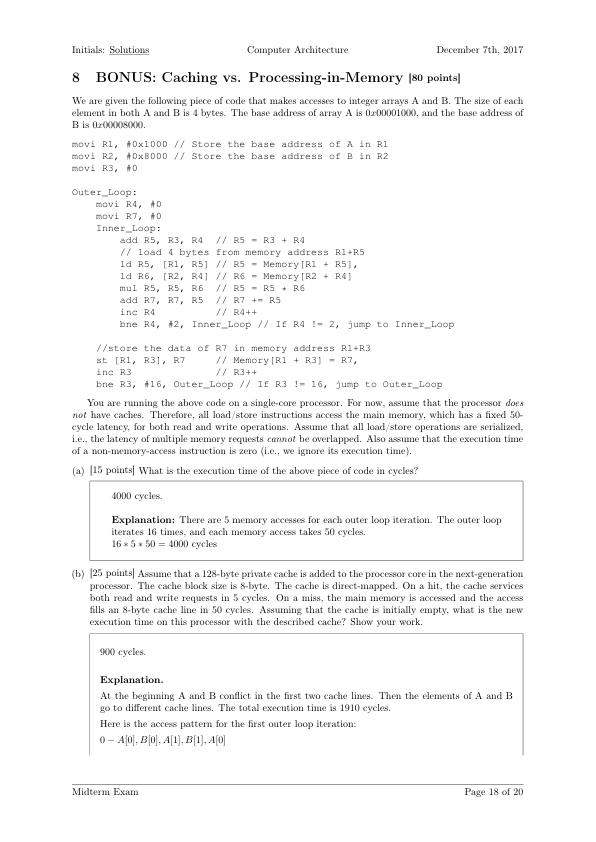 Initials: Solutions    Computer Architecture    December 7th, 2017
8 BONUS: Caching vs. Processing-in-Memory [80 points]
We are given the following piece of code that makes accesses to integer arrays A and B. The size of each
element in both A and B is 4 bytes. The base address of array A is 0x00001000, and the base address of
B is 0x00008000.
movi R1, #0x1000 // Store the base address of A in R1
movi R2, #0x8000 // Store the base address of B in R2
movi R3, #0
Outer_Loop:
movi R4, #0
movi R7, #0
Inner_Loop:
add R5, R3, R4 // R5 = R3 + R4
// load 4 bytes from memory address R1+R5
ld R5, [R1, R5] // R5 = Memory[R1 + R5],
ld R6, [R2, R4] // R6 = Memory[R2 + R4]
mul R5, R5, R6 // R5 = R5 * R6
add R7, R7, R5 // R7 += R5
inc R4 // R4++
bne R4, #2, Inner_Loop // If R4 != 2, jump to Inner_Loop
//store the data of R7 in memory address R1+R3
st [R1, R3], R7 // Memory[R1 + R3] = R7,
inc R3 // R3++
bne R3, #16, Outer_Loop // If R3 != 16, jump to Outer_Loop
You are running the above code on a single-core processor. For now, assume that the processor does
not have caches. Therefore, all load/store instructions access the main memory, which has a fixed 50-
cycle latency, for both read and write operations. Assume that all load/store operations are serialized,
i.e., the latency of multiple memory requests cannot be overlapped. Also assume that the execution time
of a non-memory-access instruction is zero (i.e., we ignore its execution time).
(a) [15 points] What is the execution time of the above piece of code in cycles?
4000 cycles.
Explanation: There are 5 memory accesses for each outer loop iteration. The outer loop
iterates 16 times, and each memory access takes 50 cycles.
16 * 5 * 50 = 4000 cycles
(b) [25 points] Assume that a 128-byte private cache is added to the processor core in the next-generation
processor. The cache block size is 8-byte. The cache is direct-mapped. On a hit, the cache services
both read and write requests in 5 cycles. On a miss, the main memory is accessed and the access
fills an 8-byte cache line in 50 cycles. Assuming that the cache is initially empty, what is the new
execution time on this processor with the described cache? Show your work.
900 cycles.
Explanation.
At the beginning A and B conflict in the first two cache lines. Then the elements of A and B
go to different cache lines. The total execution time is 1910 cycles.
Here is the access pattern for the first outer loop iteration:
0 − A[0], B[0], A[1], B[1], A[0]
Midterm Exam    Page 18 of 20